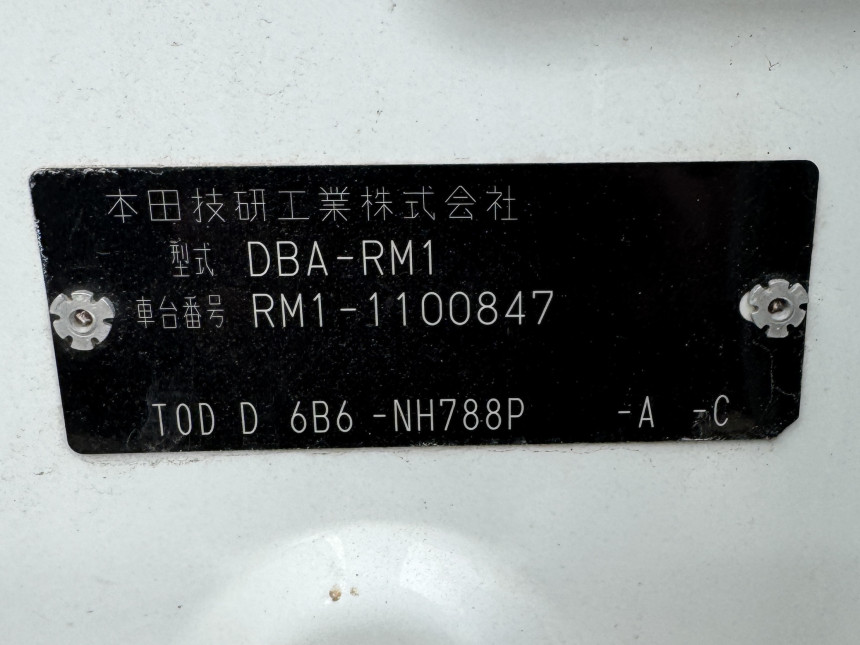 本田技研工業株式会社
型式 DBA-RM1
車台番号 RM1-1100847
TOD D 6B6 -NH788P -A -C